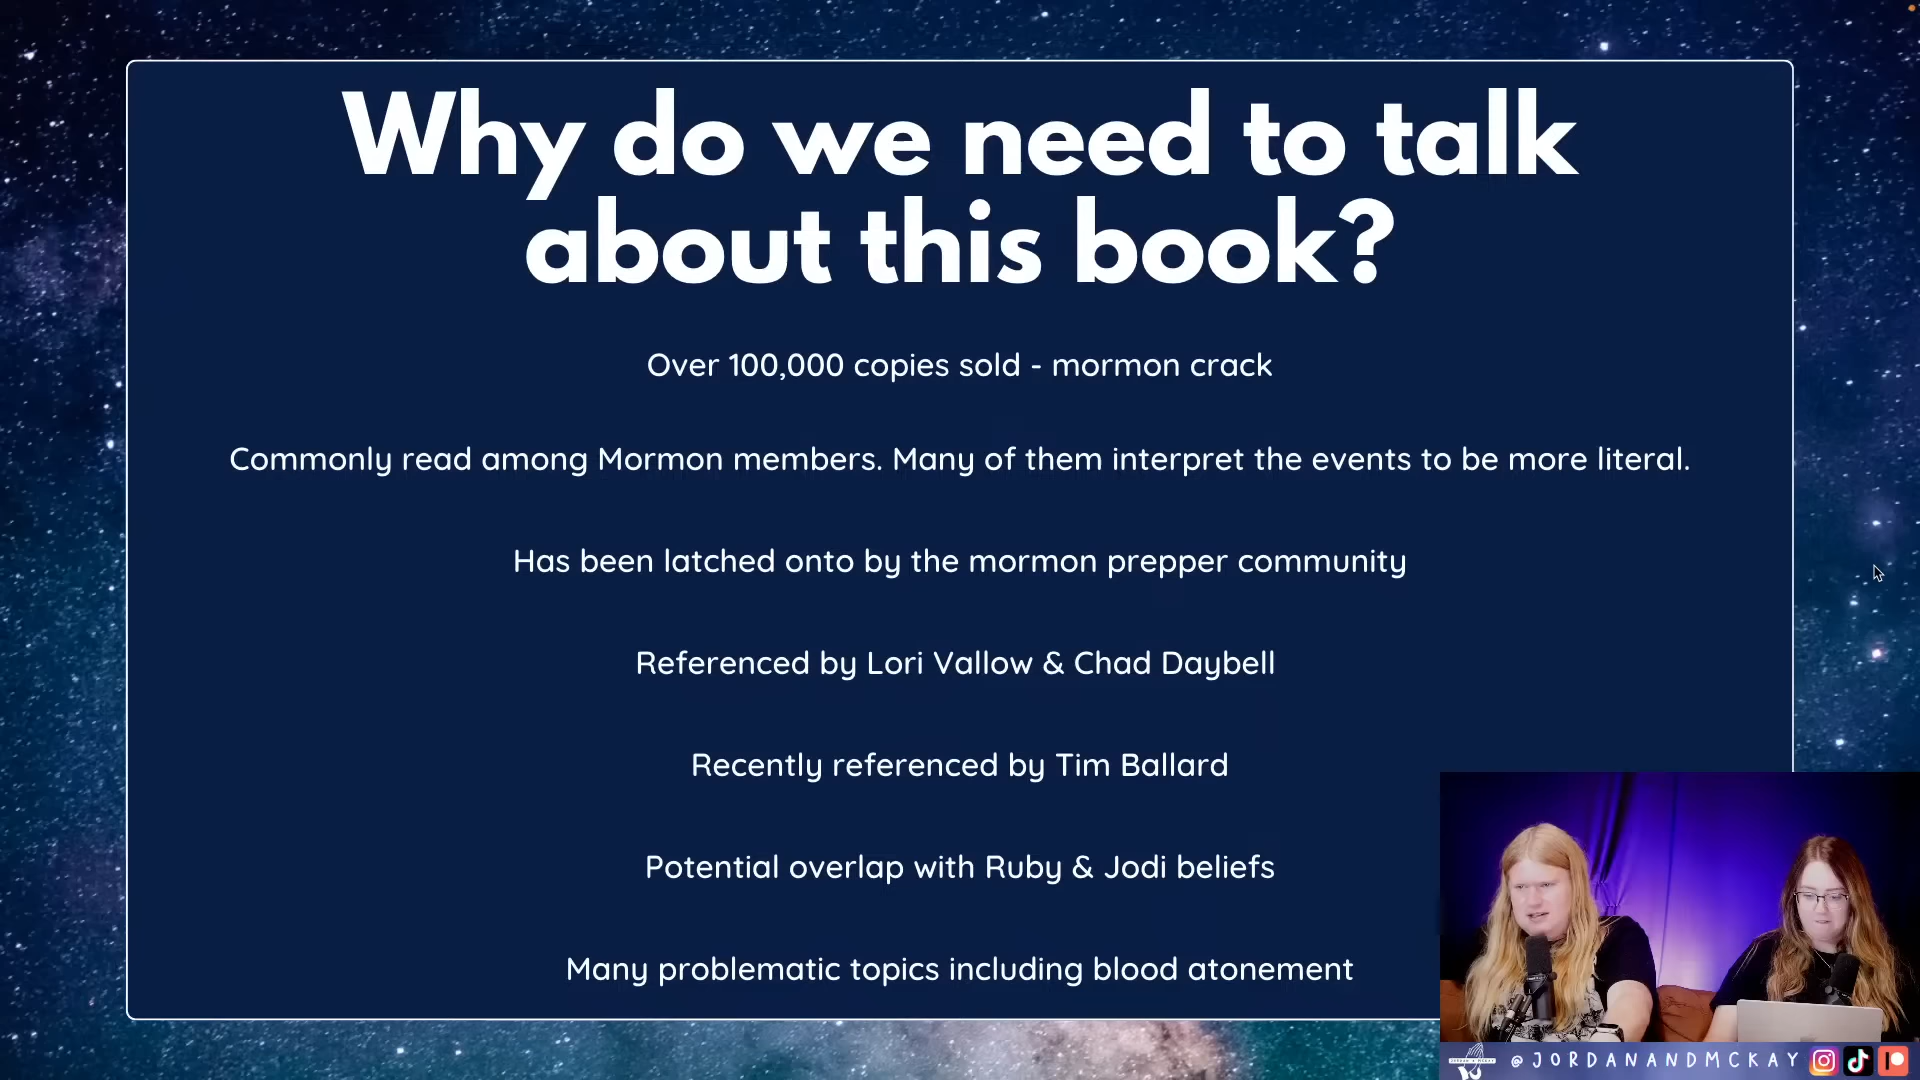 Why do we need to talk
about this book?
Over 100,000 copies sold - mormon crack
Commonly read among Mormon members. Many of them interpret the events to be more literal.
Has been latched onto by the mormon prepper community
Referenced by Lori Vallow & Chad Daybell
Recently referenced by Tim Ballard
Potential overlap with Ruby & Jodi beliefs
Many problematic topics including blood atonement
@JORDANANDMCKAY